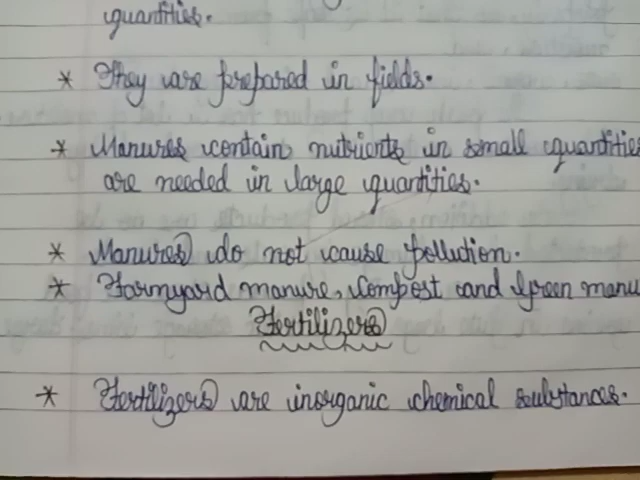 quantities.
* They are prepared in fields.
* Manures contain nutrients in small quantities
are needed in large quantities.
* Manures do not cause pollution.
* Farmyard manure, Compost and Green manu
Fertilizers
* Fertilizers are inorganic chemical substances.